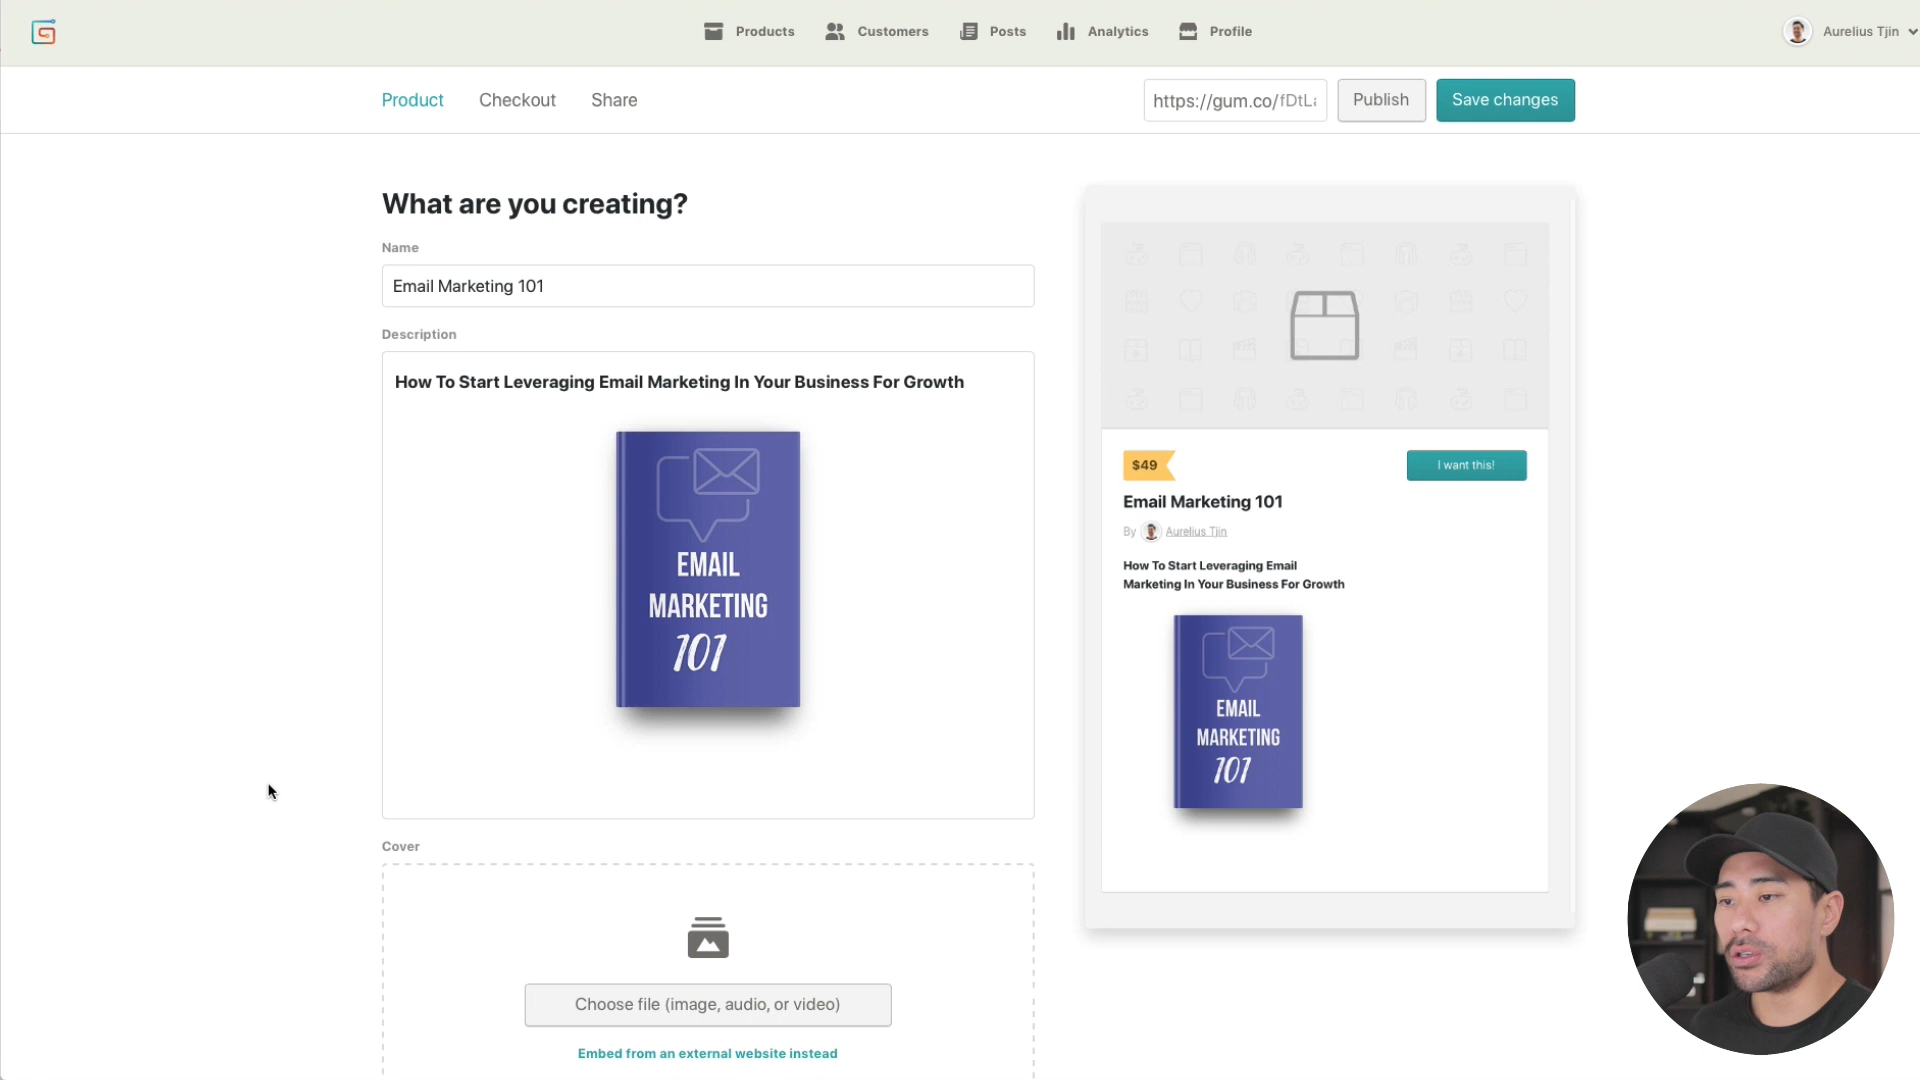 Products
Customers
Posts
Analytics
Profile
Aurelius Tjin
Product
Checkout
Share
https://gum.co/fDtL
Publish
Save changes
What are you creating?
Name
Email Marketing 101
Description
How To Start Leveraging Email Marketing In Your Business For Growth
EMAIL
MARKETING
101
Cover
Choose file (image, audio, or video)
Embed from an external website instead
$49
I want this!
Email Marketing 101
By Aurelius Tjin
How To Start Leveraging Email
Marketing In Your Business For Growth
EMAIL
MARKETING
101